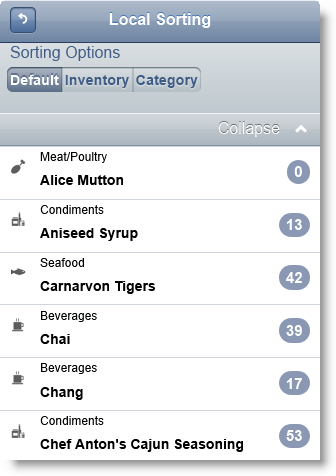 Local Sorting
Sorting Options
Default Inventory Category
Collapse
Meat/Poultry
Alice Mutton 0
Condiments
Aniseed Syrup 13
Seafood
Carnarvon Tigers 42
Beverages
Chai 39
Beverages
Chang 17
Condiments
Chef Anton's Cajun Seasoning 53